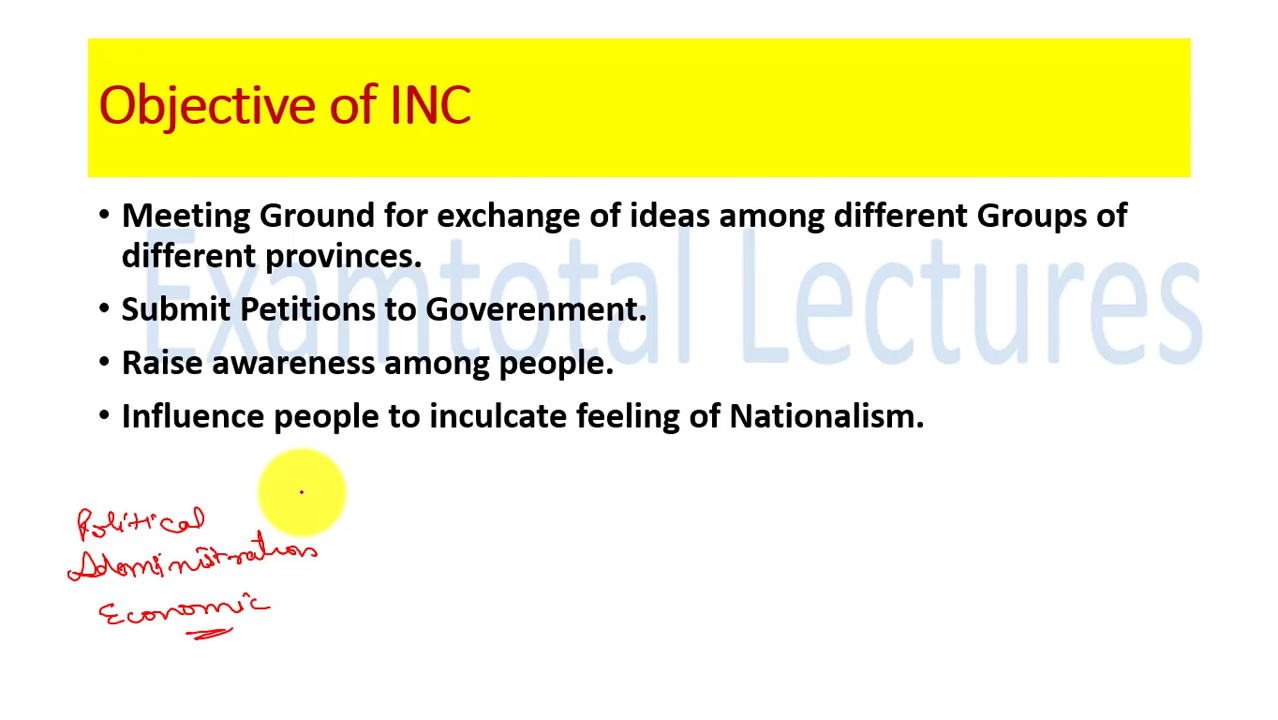 Objective of INC
• Meeting Ground for exchange of ideas among different Groups of
different provinces.
• Submit Petitions to Goverenment.
• Raise awareness among people.
• Influence people to inculcate feeling of Nationalism.
Examtotal Lectures
Political
Administration
Economic